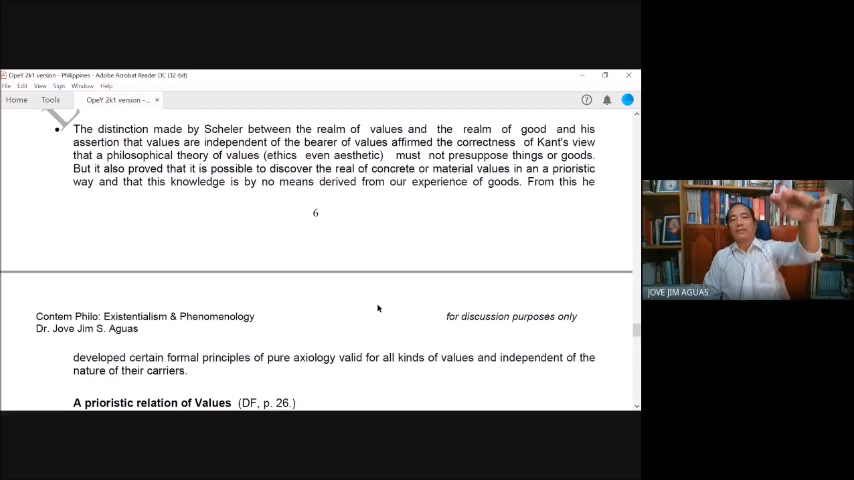 OpeY 2k1 version - Philippines - Adobe Acrobat Reader DC (32-bit)
File Edit View Sign Window Help
Home Tools OpeY 2k1 version -... ×
• The distinction made by Scheler between the realm of values and the realm of good and his
assertion that values are independent of the bearer of values affirmed the correctness of Kant's view
that a philosophical theory of values (ethics even aesthetic) must not presuppose things or goods.
But it also proved that it is possible to discover the real of concrete or material values in an a prioristic
way and that this knowledge is by no means derived from our experience of goods. From this he
6
Contem Philo: Existentialism & Phenomenology for discussion purposes only
Dr. Jove Jim S. Aguas
developed certain formal principles of pure axiology valid for all kinds of values and independent of the
nature of their carriers.
A prioristic relation of Values (DF, p. 26.)
JOVE JIM AGUAS